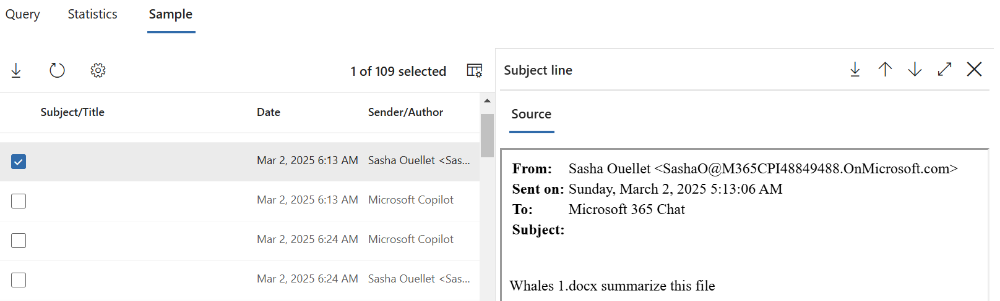 Query Statistics Sample
1 of 109 selected
Subject/Title Date Sender/Author
Mar 2, 2025 6:13 AM Sasha Ouellet <Sas...
Mar 2, 2025 6:13 AM Microsoft Copilot
Mar 2, 2025 6:24 AM Microsoft Copilot
Mar 2, 2025 6:24 AM Sasha Ouellet <Sas...
Subject line
Source
From: Sasha Ouellet <SashaO@M365CPI48849488.OnMicrosoft.com>
Sent on: Sunday, March 2, 2025 5:13:06 AM
To: Microsoft 365 Chat
Subject:
Whales 1.docx summarize this file